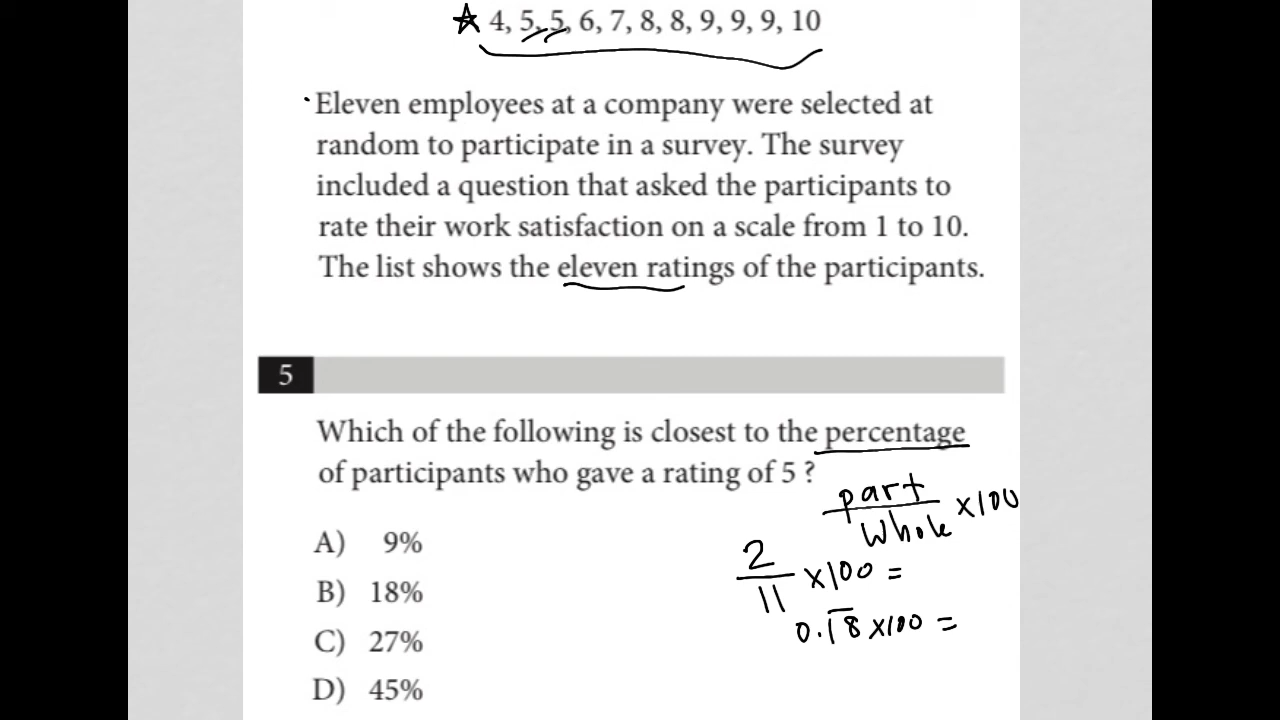 ☆ 4, 5, 5, 6, 7, 8, 8, 9, 9, 9, 10
Eleven employees at a company were selected at
random to participate in a survey. The survey
included a question that asked the participants to
rate their work satisfaction on a scale from 1 to 10.
The list shows the eleven ratings of the participants.
5
Which of the following is closest to the percentage
of participants who gave a rating of 5 ?
part/Whole ×100
A) 9%
2/11 ×100 =
B) 18%
0.1̅8̅ ×100 =
C) 27%
D) 45%